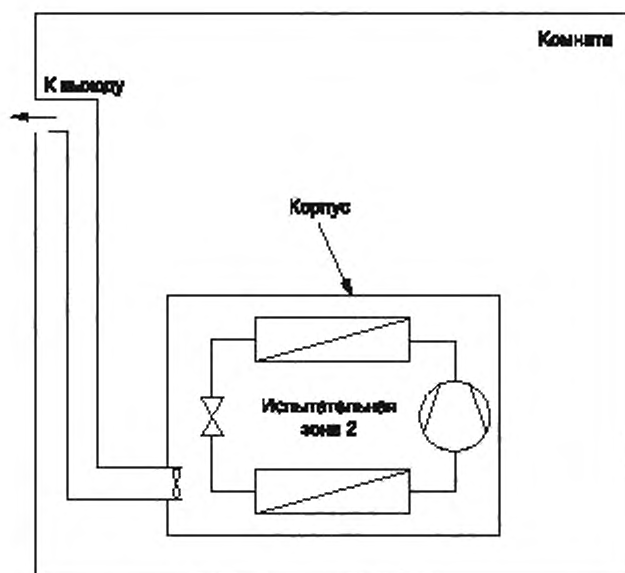 Комната
К выходу
Корпус
Испытательная
зона 2